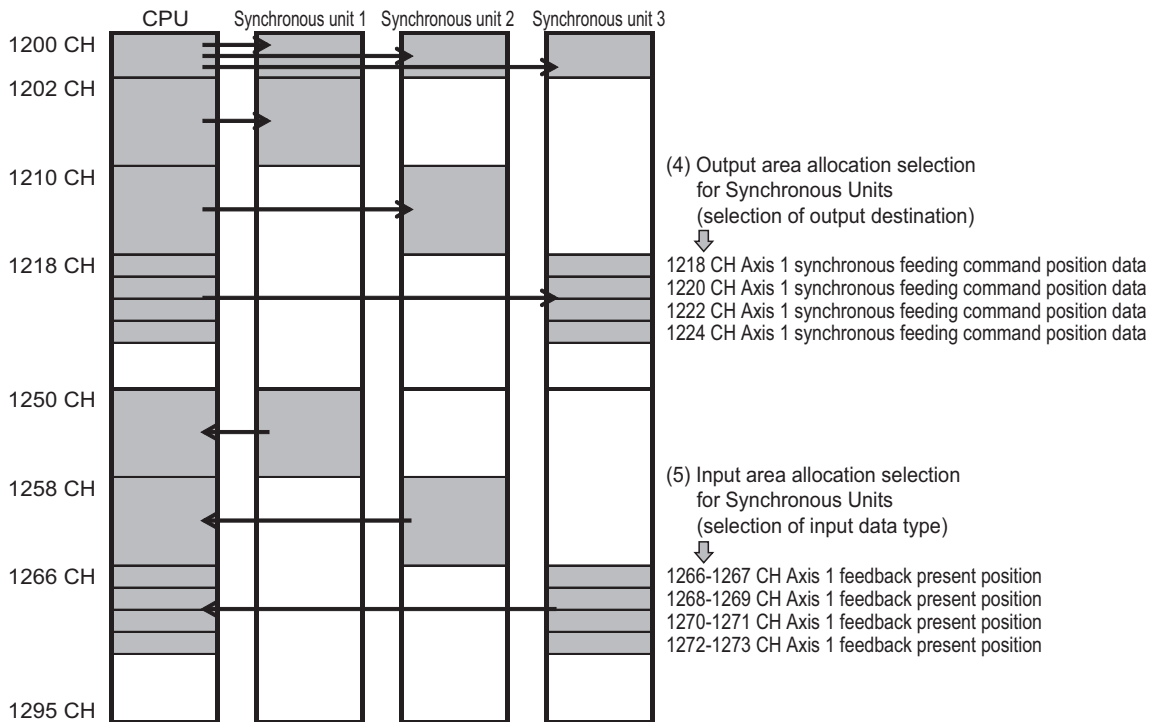 CPU
Synchronous unit 1
Synchronous unit 2
Synchronous unit 3
1200 CH
1202 CH
1210 CH
1218 CH
1250 CH
1258 CH
1266 CH
1295 CH
(4) Output area allocation selection
for Synchronous Units
(selection of output destination)
1218 CH Axis 1 synchronous feeding command position data
1220 CH Axis 1 synchronous feeding command position data
1222 CH Axis 1 synchronous feeding command position data
1224 CH Axis 1 synchronous feeding command position data
(5) Input area allocation selection
for Synchronous Units
(selection of input data type)
1266-1267 CH Axis 1 feedback present position
1268-1269 CH Axis 1 feedback present position
1270-1271 CH Axis 1 feedback present position
1272-1273 CH Axis 1 feedback present position